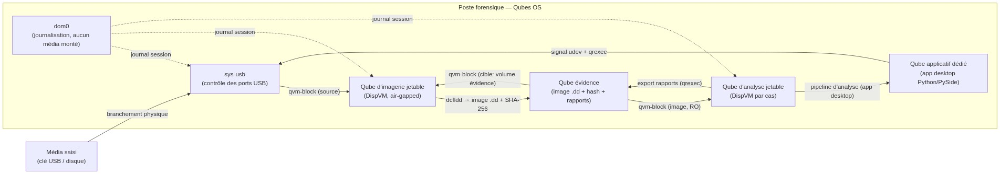 Poste forensique — Qubes OS
dom0
(journalisation, aucun
média monté)
journal session
journal session
journal session
signal udev + qrexec
sys-usb
(contrôle des ports USB)
qvm-block (source)
Qube d'imagerie jetable
(DispVM, air-gapped)
qvm-block (cible: volume
évidence)
dcfldd → image .dd + SHA-
256
Qube évidence
(image .dd + hash +
rapports)
export rapports (qrexec)
qvm-block (image, RO)
Qube d'analyse jetable
(DispVM par cas)
pipeline d'analyse (app
desktop)
Qube applicatif dédié
(app desktop
Python/PySide)
branchement physique
Média saisi
(clé USB / disque)